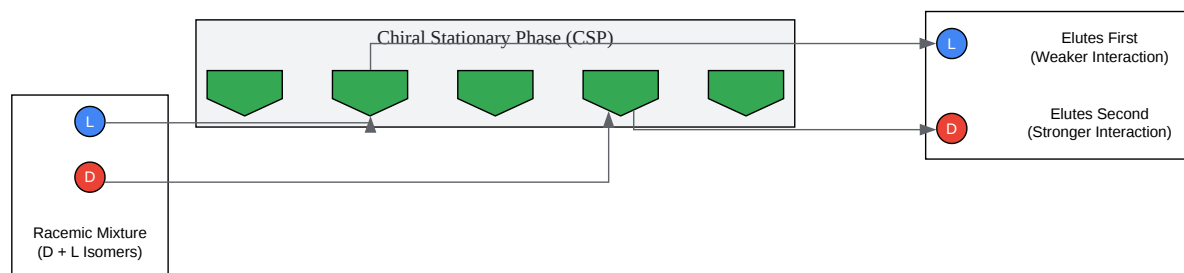 Chiral Stationary Phase (CSP)
L
Elutes First
(Weaker Interaction)
L
D
Elutes Second
(Stronger Interaction)
D
Racemic Mixture
(D + L Isomers)